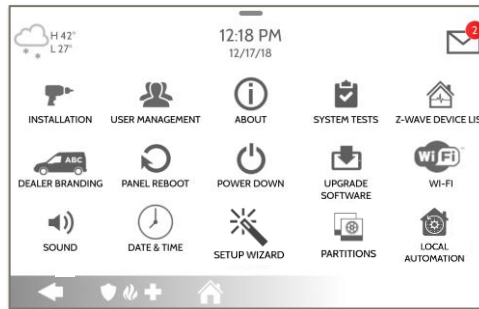 H 42°
L 27°
12:18 PM
12/17/18
2
INSTALLATION
USER MANAGEMENT
ABOUT
SYSTEM TESTS
Z-WAVE DEVICE LIS
ABC
DEALER BRANDING
PANEL REBOOT
POWER DOWN
UPGRADE
SOFTWARE
Wi Fi
WI-FI
SOUND
DATE & TIME
SETUP WIZARD
PARTITIONS
LOCAL
AUTOMATION